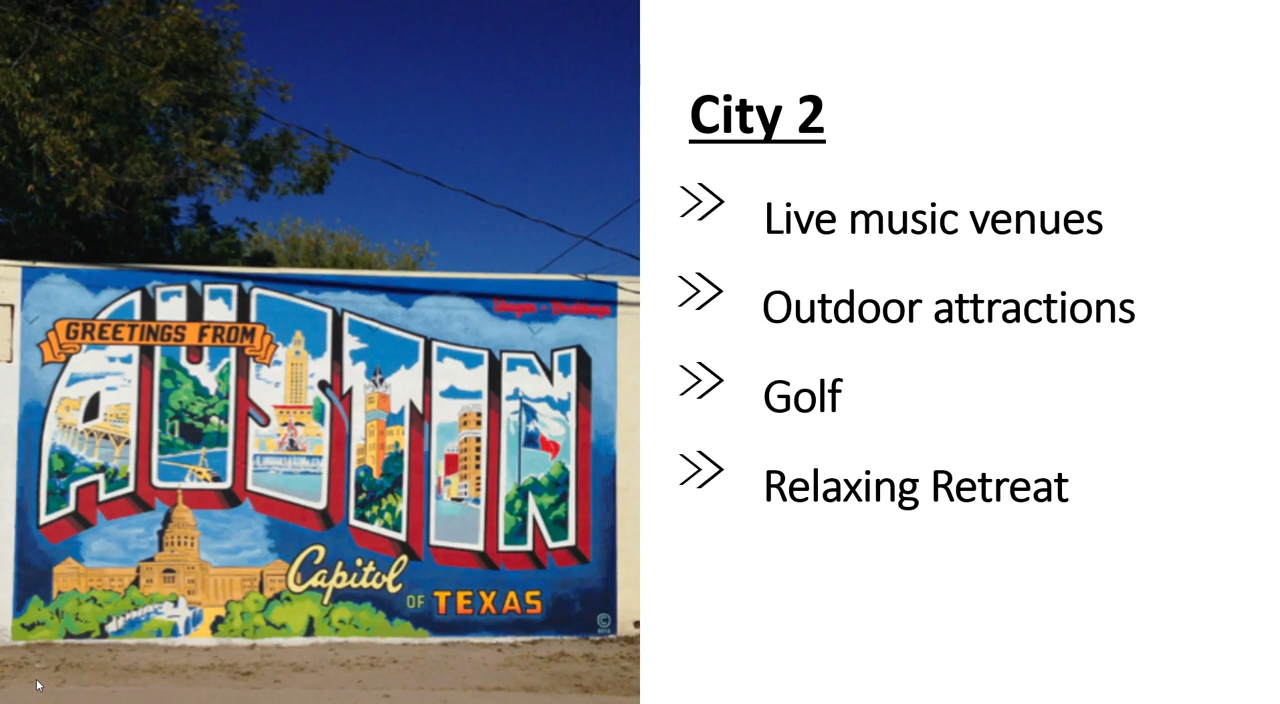 GREETINGS FROM
AUSTIN
Capitol
OF TEXAS
©
City 2
Live music venues
Outdoor attractions
Golf
Relaxing Retreat